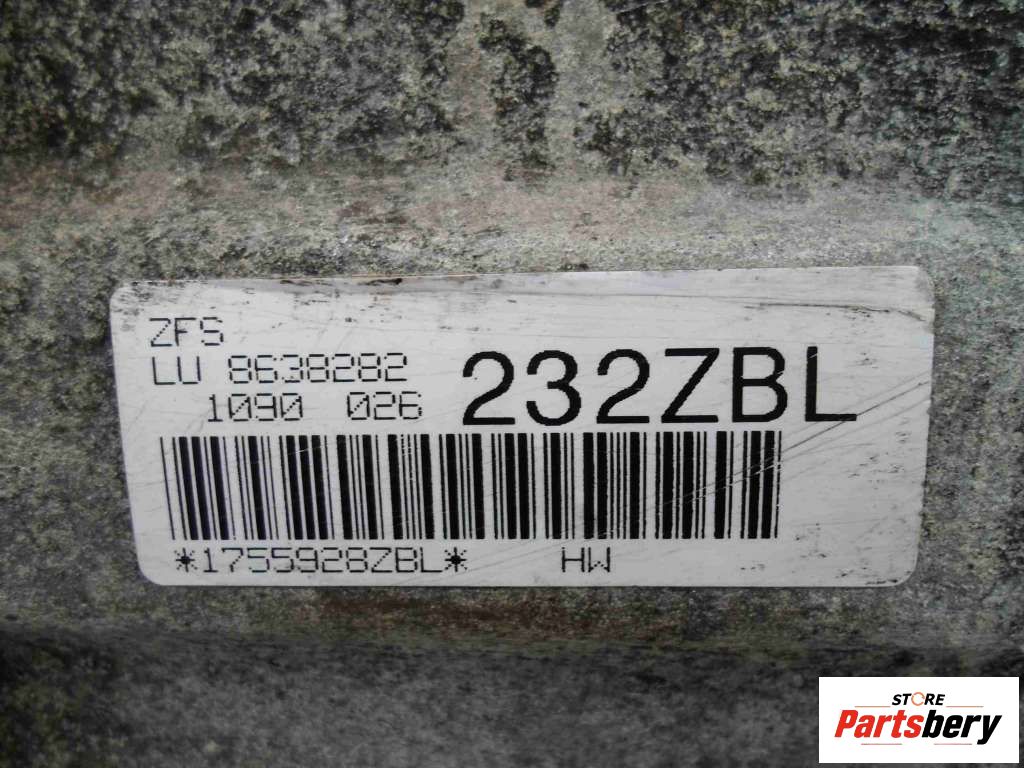 ZFS
LU 8638282
1090 026
232ZBL
*1755928ZBL* HW
STORE
Partsbery